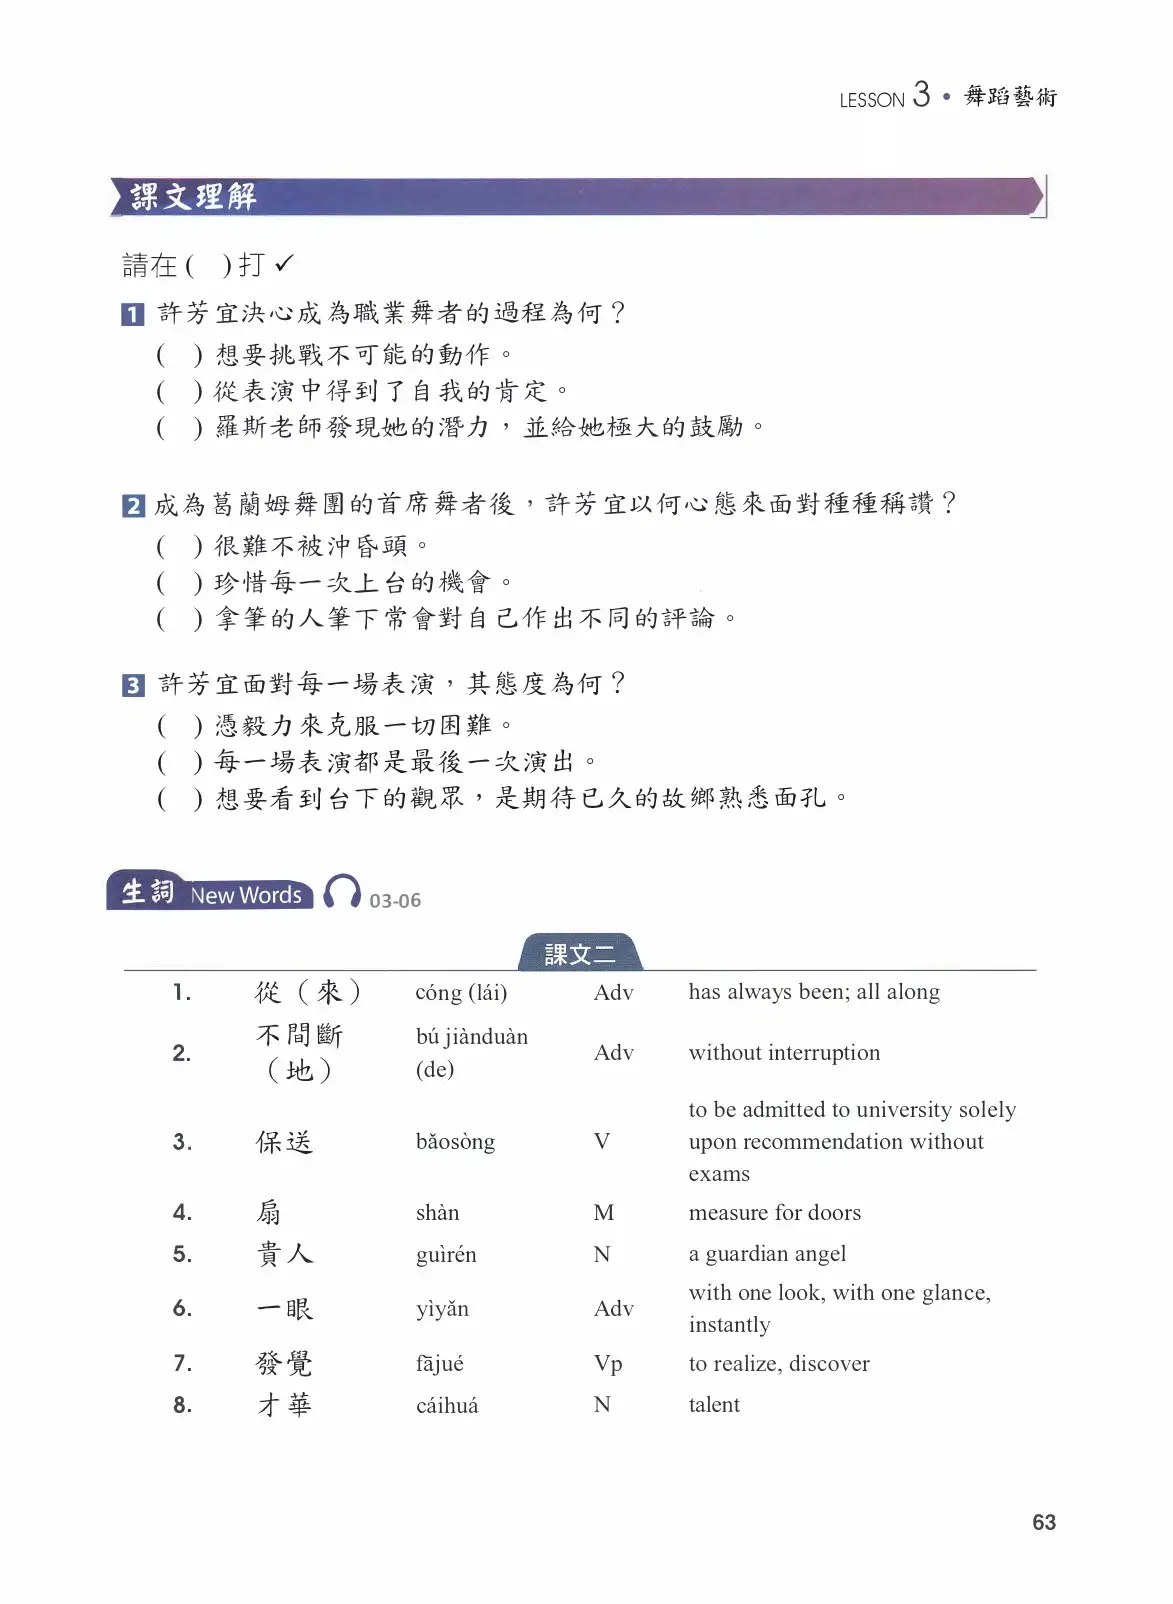 LESSON 3 • 舞蹈藝術
課文理解
請在( )打✓
1 許芳宜決心成為職業舞者的過程為何？
( )想要挑戰不可能的動作。
( )從表演中得到了自我的肯定。
( )羅斯老師發現她的潛力，並給她極大的鼓勵。
2 成為葛蘭姆舞團的首席舞者後，許芳宜以何心態來面對種種稱讚？
( )很難不被沖昏頭。
( )珍惜每一次上台的機會。
( )拿筆的人筆下常會對自己作出不同的評論。
3 許芳宜面對每一場表演，其態度為何？
( )憑毅力來克服一切困難。
( )每一場表演都是最後一次演出。
( )想要看到台下的觀眾，是期待已久的故鄉熟悉面孔。
生詞 New Words 03-06
課文二
1. 從（來） cóng (lái) Adv has always been; all along
2. 不間斷（地） bú jiànduàn (de) Adv without interruption
3. 保送 bǎosòng V to be admitted to university solely upon recommendation without exams
4. 扇 shàn M measure for doors
5. 貴人 guìrén N a guardian angel
6. 一眼 yìyǎn Adv with one look, with one glance, instantly
7. 發覺 fājué Vp to realize, discover
8. 才華 cáihuá N talent
63